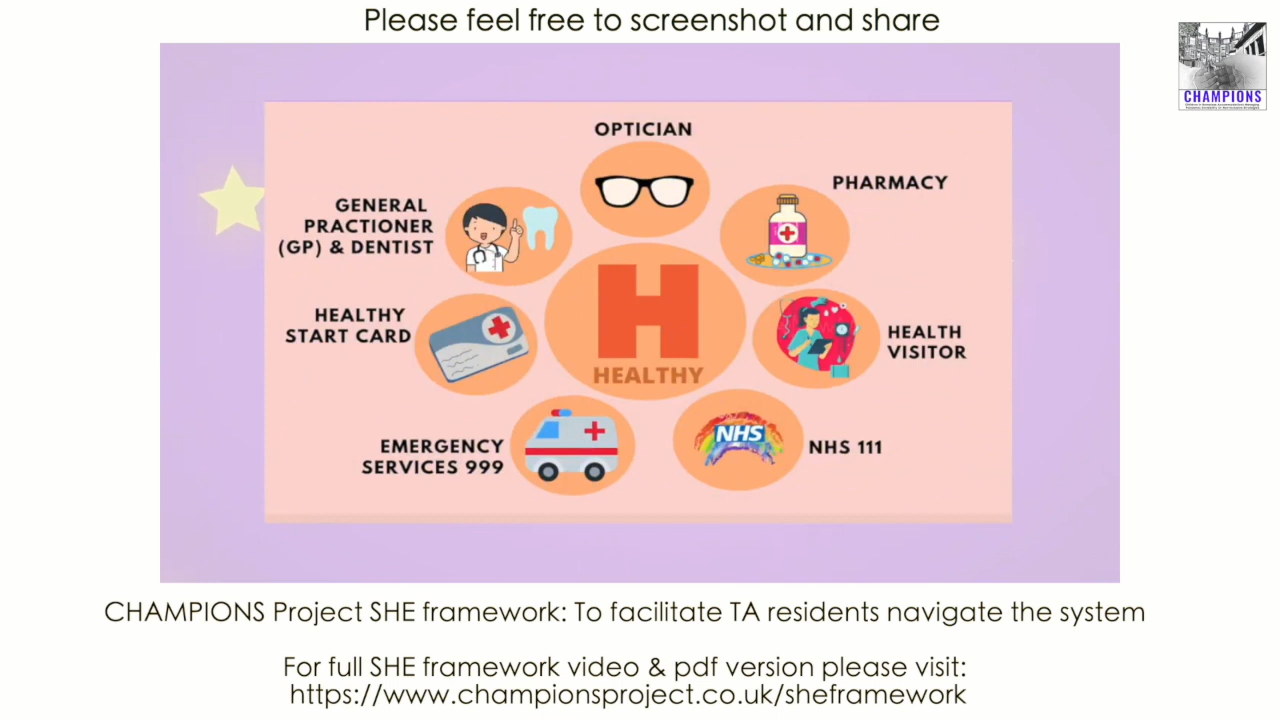 Please feel free to screenshot and share
CHAMPIONS
OPTICIAN
PHARMACY
GENERAL
PRACTIONER
(GP) & DENTIST
HEALTHY
START CARD
H
HEALTHY
HEALTH
VISITOR
EMERGENCY
SERVICES 999
NHS
NHS 111
CHAMPIONS Project SHE framework: To facilitate TA residents navigate the system
For full SHE framework video & pdf version please visit:
https://www.championsproject.co.uk/sheframework